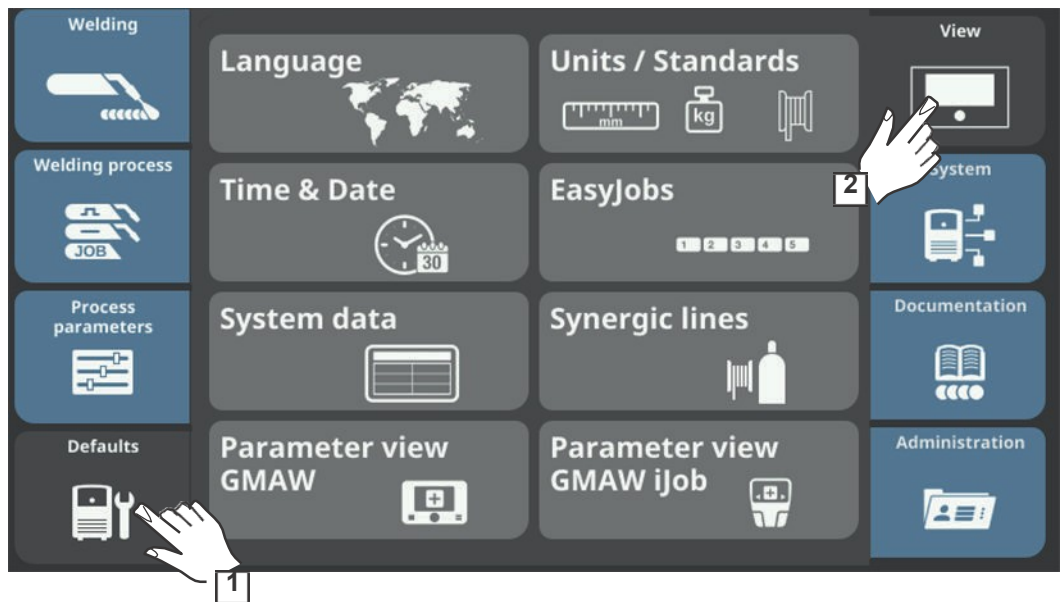 Welding
JOB
Welding process
Process
parameters
Defaults
1
Language
Units / Standards
mm
kg
Time & Date
30
EasyJobs
1 2 3 4 5
System data
Synergic lines
Parameter view
GMAW
Parameter view
GMAW iJob
View
2
System
Documentation
Administration